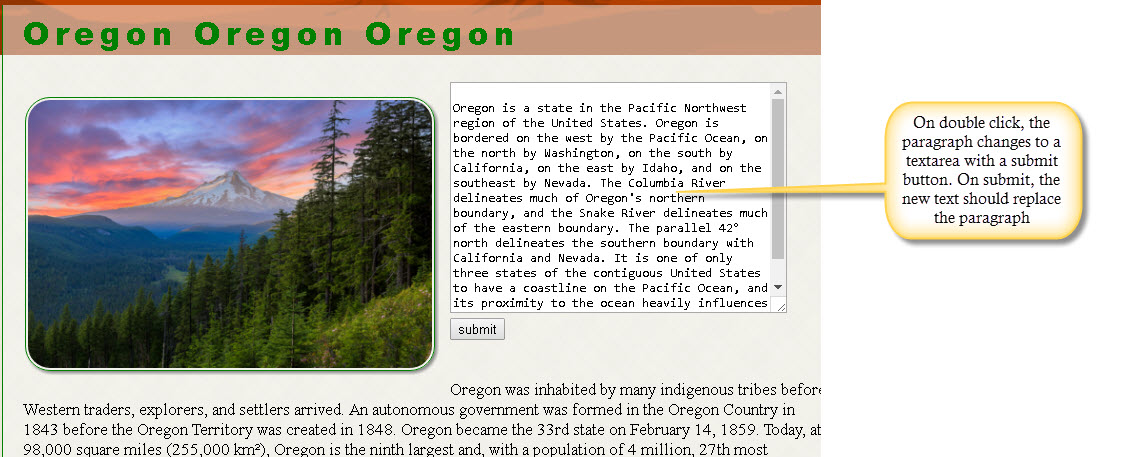 Oregon Oregon Oregon
Oregon is a state in the Pacific Northwest
region of the United States. Oregon is
bordered on the west by the Pacific Ocean, on
the north by Washington, on the south by
California, on the east by Idaho, and on the
southeast by Nevada. The Columbia River
delineates much of Oregon's northern
boundary, and the Snake River delineates much
of the eastern boundary. The parallel 42°
north delineates the southern boundary with
California and Nevada. It is one of only
three states of the contiguous United States
to have a coastline on the Pacific Ocean, and
its proximity to the ocean heavily influences
submit
On double click, the
paragraph changes to a
textarea with a submit
button. On submit, the
new text should replace
the paragraph
Oregon was inhabited by many indigenous tribes before
Western traders, explorers, and settlers arrived. An autonomous government was formed in the Oregon Country in
1843 before the Oregon Territory was created in 1848. Oregon became the 33rd state on February 14, 1859. Today, at
98,000 square miles (255,000 km²), Oregon is the ninth largest and, with a population of 4 million, 27th most